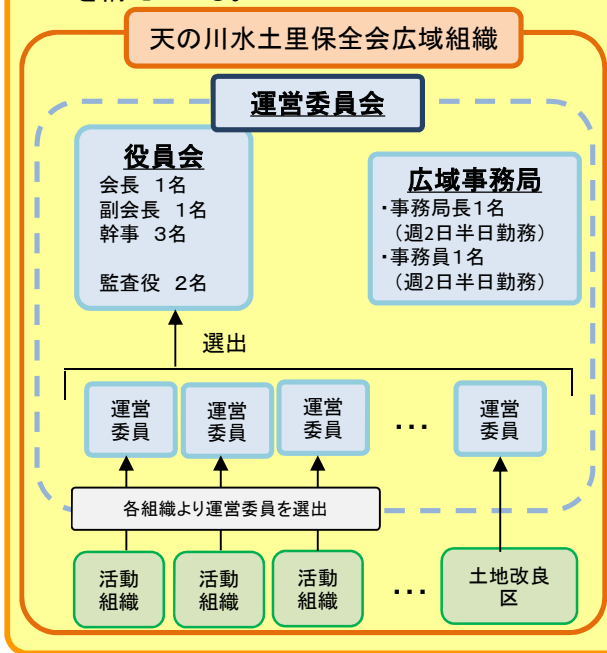 天の川水土里保全会広域組織
運営委員会
役員会
会長 1名
副会長 1名
幹事 3名
監査役 2名
広域事務局
・事務局長1名
（週2日半日勤務）
・事務員1名
（週2日半日勤務）
選出
運営
委員
運営
委員
運営
委員
・・・
運営
委員
各組織より運営委員を選出
活動
組織
活動
組織
活動
組織
・・・
土地改良
区